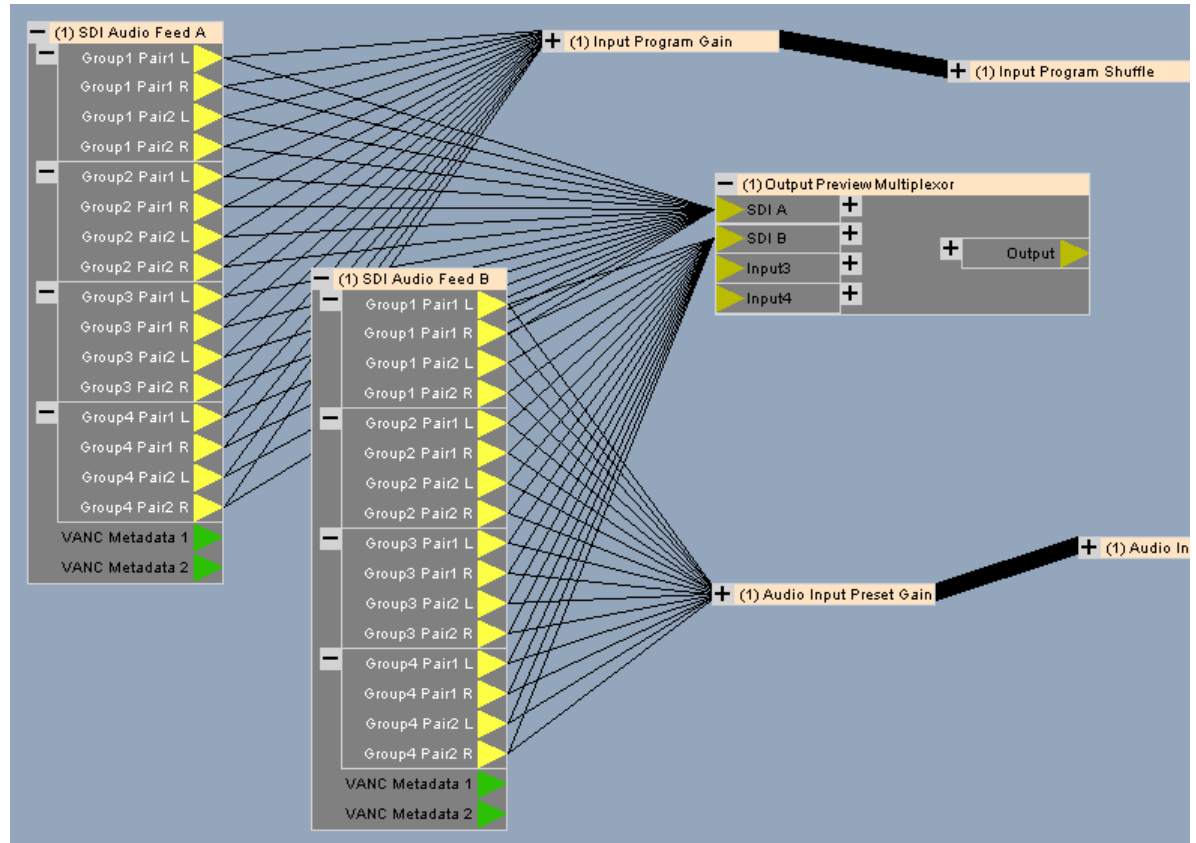 (1) SDI Audio Feed A
Group1 Pair1 L
Group1 Pair1 R
Group1 Pair2 L
Group1 Pair2 R
Group2 Pair1 L
Group2 Pair1 R
Group2 Pair2 L
Group2 Pair2 R
Group3 Pair1 L
Group3 Pair1 R
Group3 Pair2 L
Group3 Pair2 R
Group4 Pair1 L
Group4 Pair1 R
Group4 Pair2 L
Group4 Pair2 R
VANC Metadata 1
VANC Metadata 2
(1) SDI Audio Feed B
Group1 Pair1 L
Group1 Pair1 R
Group1 Pair2 L
Group1 Pair2 R
Group2 Pair1 L
Group2 Pair1 R
Group2 Pair2 L
Group2 Pair2 R
Group3 Pair1 L
Group3 Pair1 R
Group3 Pair2 L
Group3 Pair2 R
Group4 Pair1 L
Group4 Pair1 R
Group4 Pair2 L
Group4 Pair2 R
VANC Metadata 1
VANC Metadata 2
(1) Input Program Gain
(1) Input Program Shuffle
(1) Output Preview Multiplexor
SDI A
SDI B
Input3
Input4
Output
(1) Audio Input Preset Gain
(1) Audio In